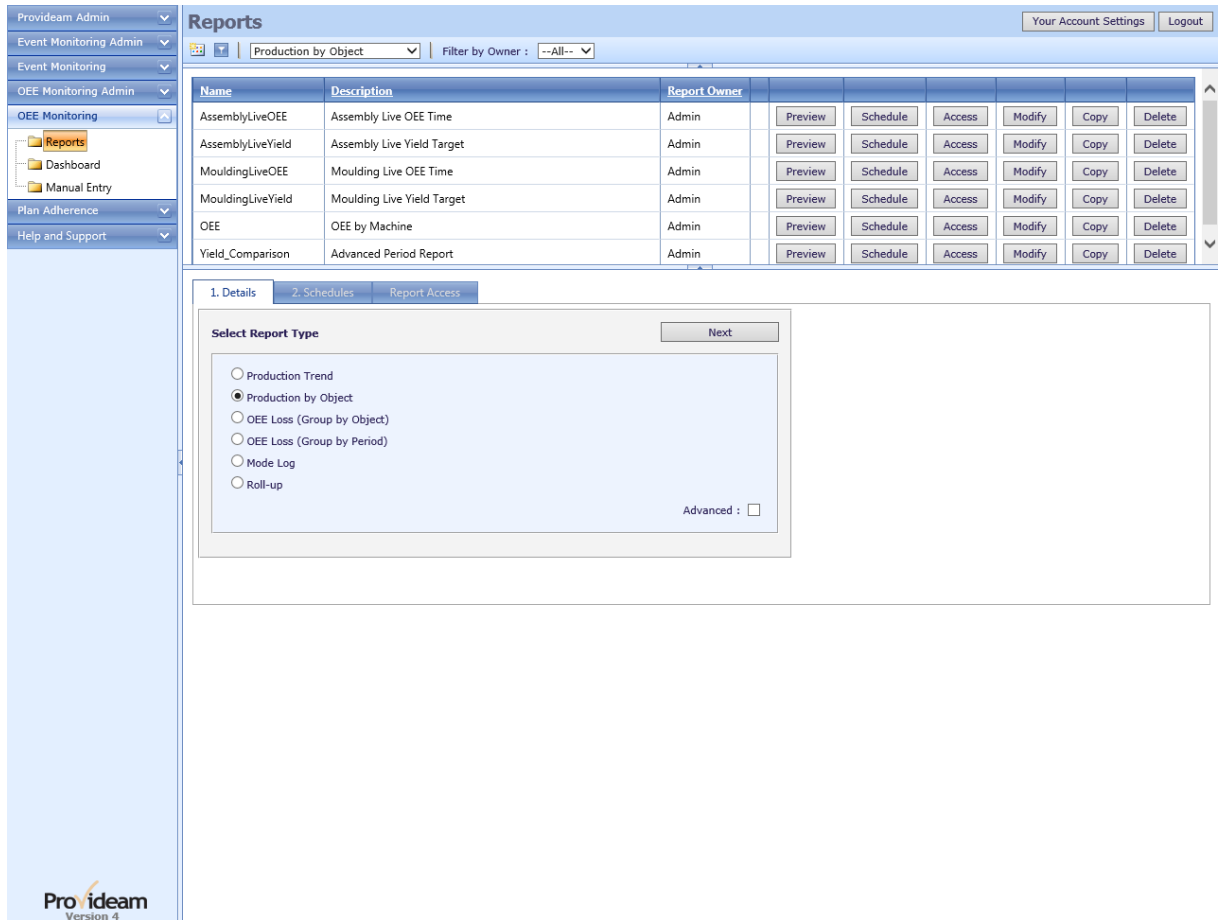 Provideam Admin
Event Monitoring Admin
Event Monitoring
OEE Monitoring Admin
OEE Monitoring
Reports
Dashboard
Manual Entry
Plan Adherence
Help and Support
Provideam
Version 4
Reports
Your Account Settings Logout
Production by Object Filter by Owner : --All--
Name Description Report Owner
AssemblyLiveOEE Assembly Live OEE Time Admin Preview Schedule Access Modify Copy Delete
AssemblyLiveYield Assembly Live Yield Target Admin Preview Schedule Access Modify Copy Delete
MouldingLiveOEE Moulding Live OEE Time Admin Preview Schedule Access Modify Copy Delete
MouldingLiveYield Moulding Live Yield Target Admin Preview Schedule Access Modify Copy Delete
OEE OEE by Machine Admin Preview Schedule Access Modify Copy Delete
Yield_Comparison Advanced Period Report Admin Preview Schedule Access Modify Copy Delete
1. Details 2. Schedules Report Access
Select Report Type Next
Production Trend
Production by Object
OEE Loss (Group by Object)
OEE Loss (Group by Period)
Mode Log
Roll-up
Advanced :